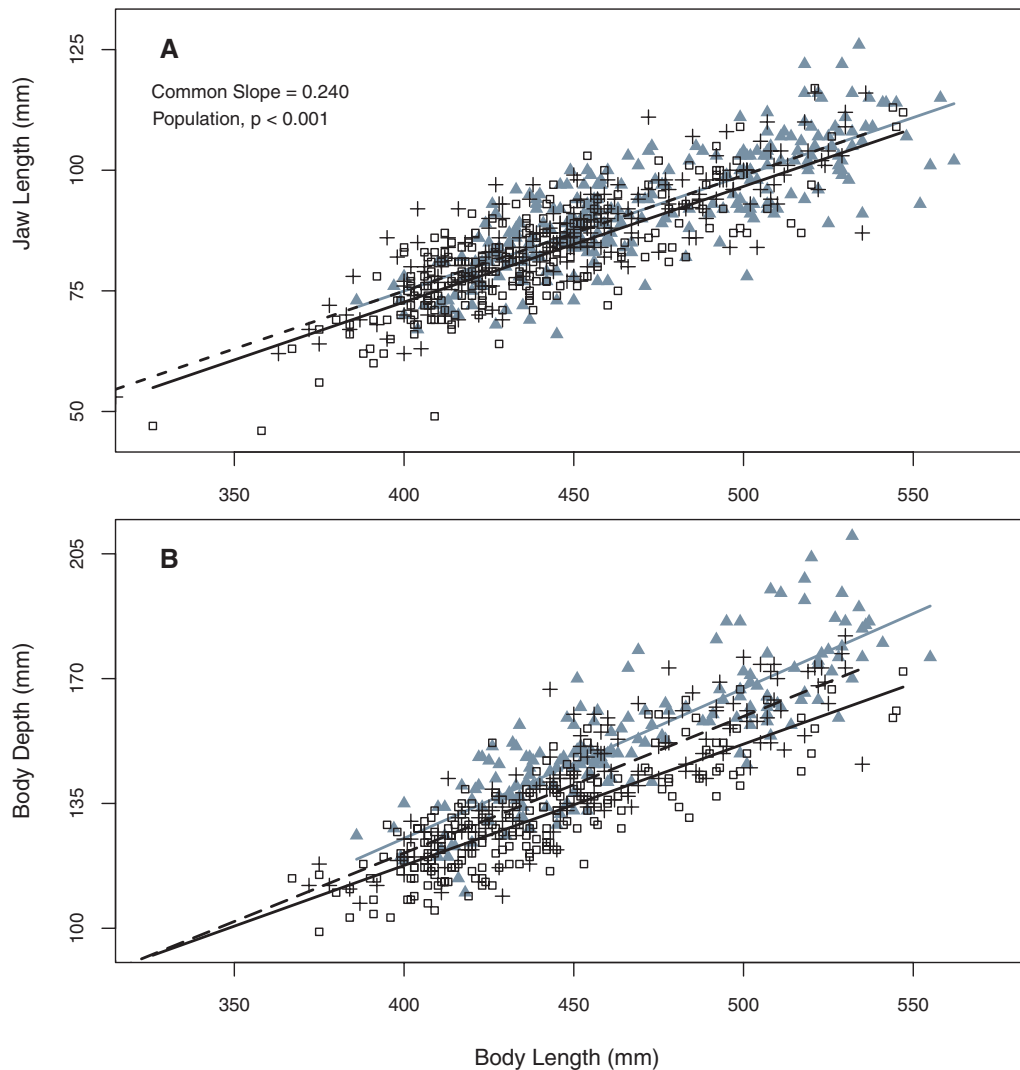 A
Common Slope = 0.240
Population, p < 0.001
Jaw Length (mm)
125
100
75
50
350 400 450 500 550
B
Body Depth (mm)
205
170
135
100
350 400 450 500 550
Body Length (mm)